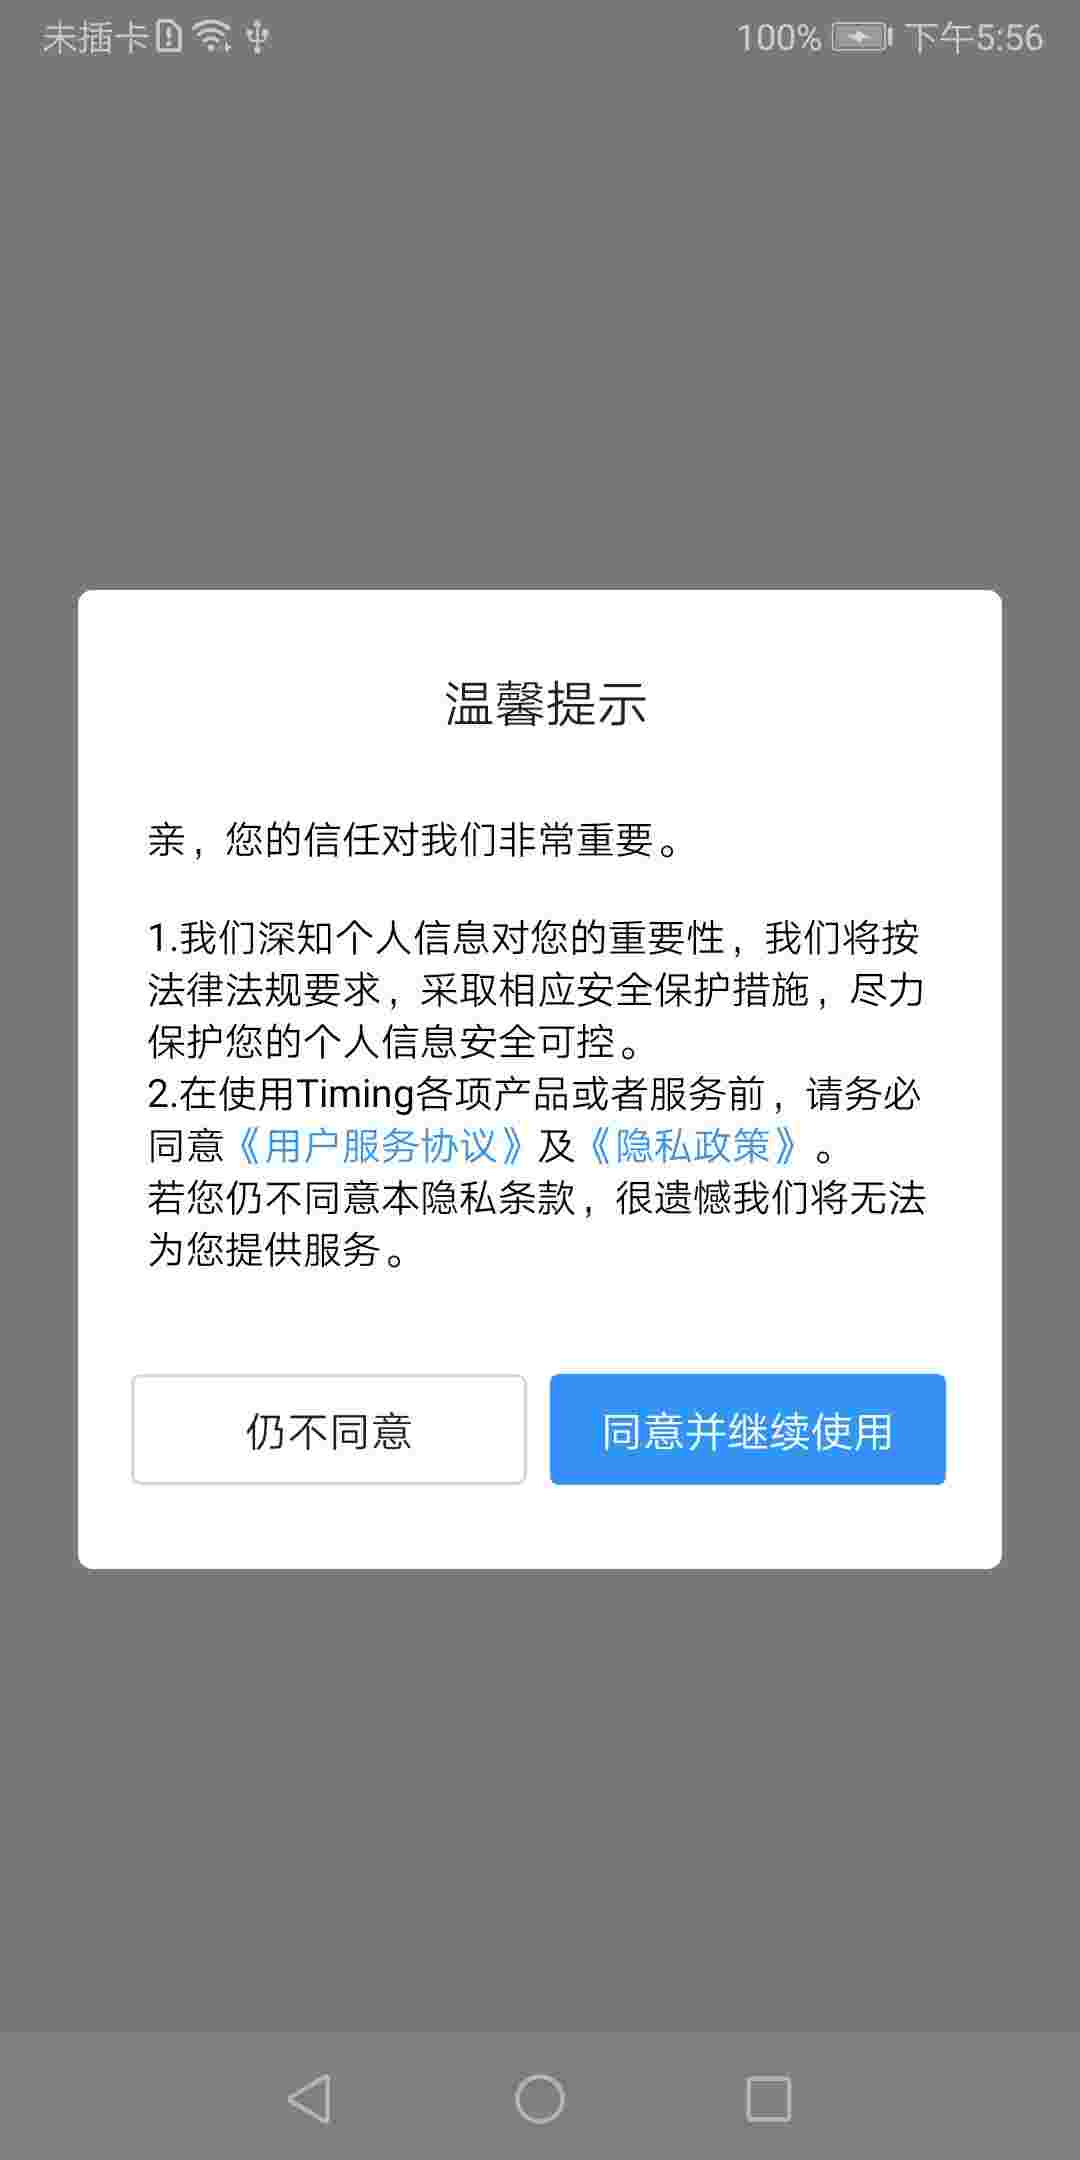 未插卡
100%
下午5:56
温馨提示
亲，您的信任对我们非常重要。
1.我们深知个人信息对您的重要性，我们将按
法律法规要求，采取相应安全保护措施，尽力
保护您的个人信息安全可控。
2.在使用Timing各项产品或者服务前，请务必
同意《用户服务协议》及《隐私政策》。
若您仍不同意本隐私条款，很遗憾我们将无法
为您提供服务。
仍不同意
同意并继续使用